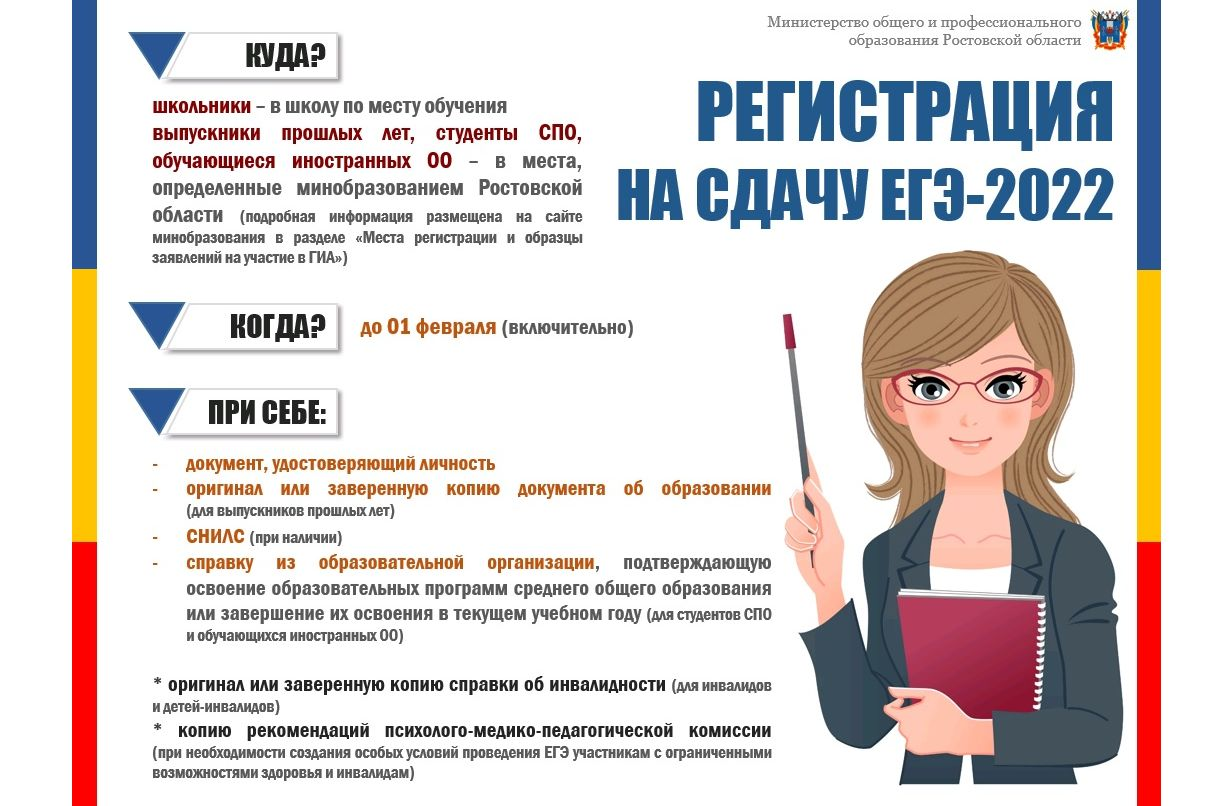 Министерство общего и профессионального
образования Ростовской области
РЕГИСТРАЦИЯ
НА СДАЧУ ЕГЭ-2022
КУДА?
школьники – в школу по месту обучения
выпускники прошлых лет, студенты СПО,
обучающиеся иностранных ОО – в места,
определенные минобразованием Ростовской
области (подробная информация размещена на сайте
минобразования в разделе «Места регистрации и образцы
заявлений на участие в ГИА»)
КОГДА?
до 01 февраля (включительно)
ПРИ СЕБЕ:
- документ, удостоверяющий личность
- оригинал или заверенную копию документа об образовании
(для выпускников прошлых лет)
- СНИЛС (при наличии)
- справку из образовательной организации, подтверждающую
освоение образовательных программ среднего общего образования
или завершение их освоения в текущем учебном году (для студентов СПО
и обучающихся иностранных ОО)
* оригинал или заверенную копию справки об инвалидности (для инвалидов
и детей-инвалидов)
* копию рекомендаций психолого-медико-педагогической комиссии
(при необходимости создания особых условий проведения ЕГЭ участникам с ограниченными
возможностями здоровья и инвалидам)